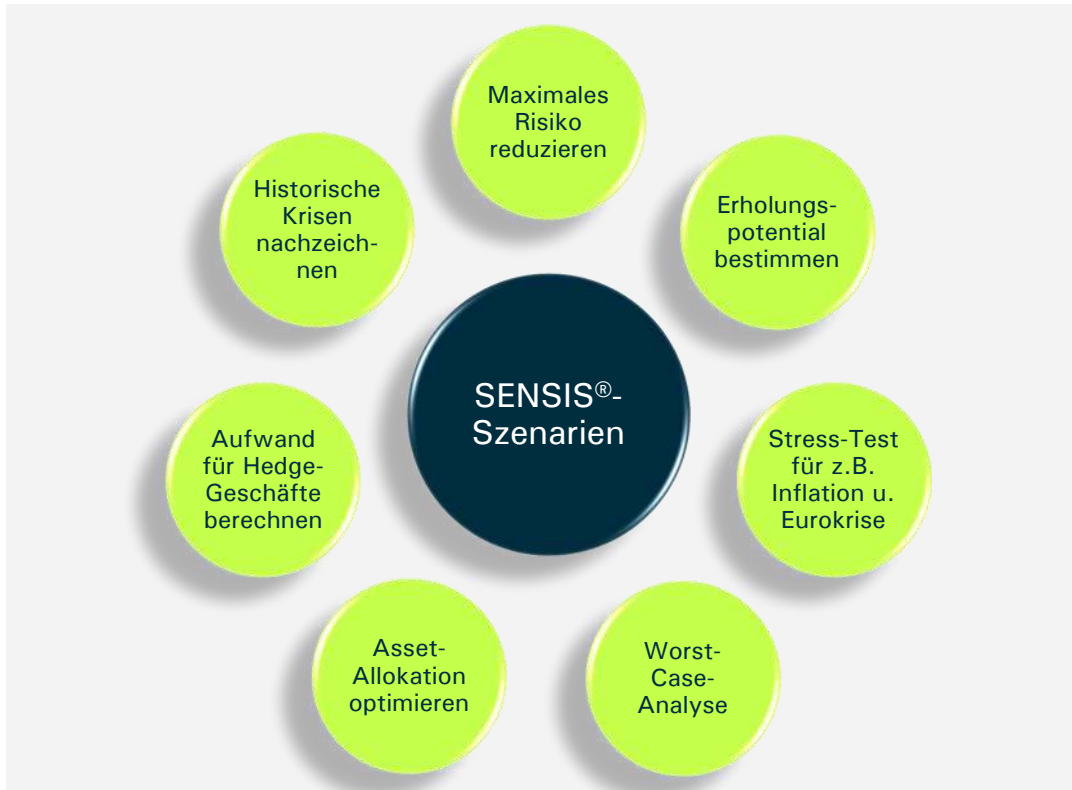 Maximales
Risiko
reduzieren
Erholungs-
potential
bestimmen
Stress-Test
für z.B.
Inflation u.
Eurokrise
Worst-
Case-
Analyse
Asset-
Allokation
optimieren
Aufwand
für Hedge-
Geschäfte
berechnen
Historische
Krisen
nachzeich-
nen
SENSIS®-
Szenarien